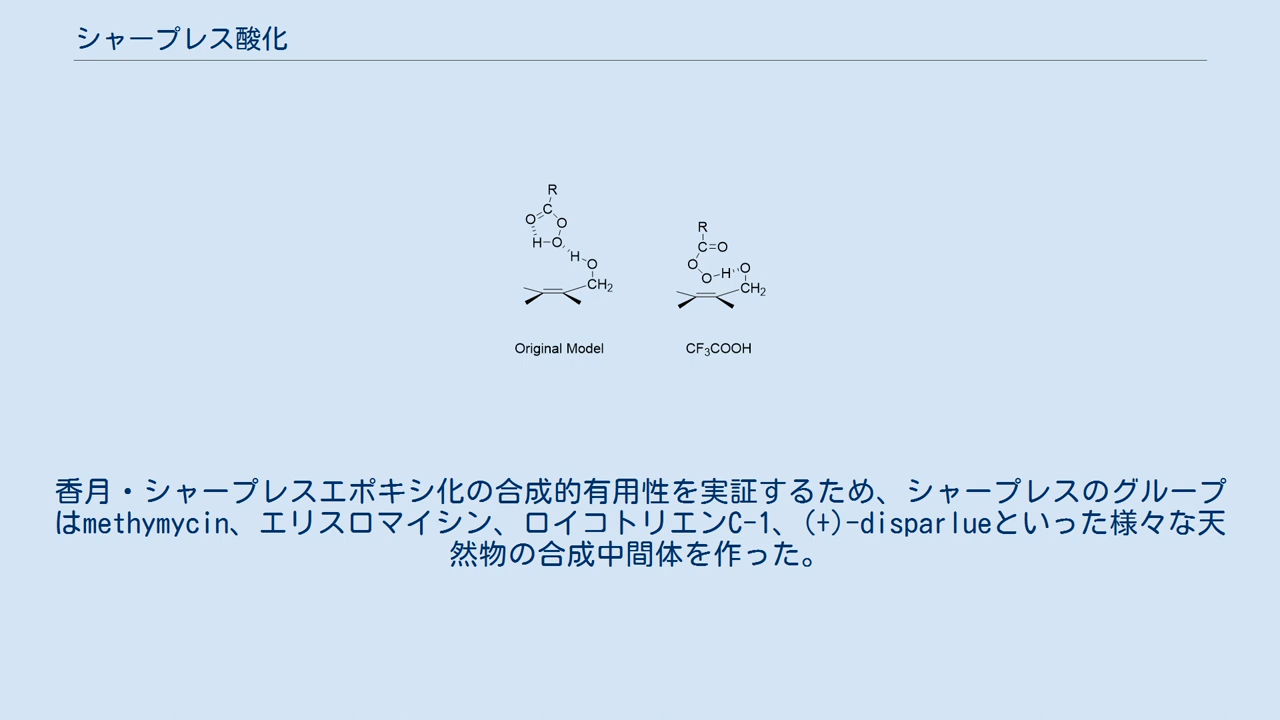 シャープレス酸化
R
O C O
H-O
H O
CH2
R
C=O
O
O H O
CH2
Original Model
CF3COOH
香月・シャープレスエポキシ化の合成的有用性を実証するため、シャープレスのグループ
はmethymycin、エリスロマイシン、ロイコトリエンC-1、(+)-disparlueといった様々な天
然物の合成中間体を作った。